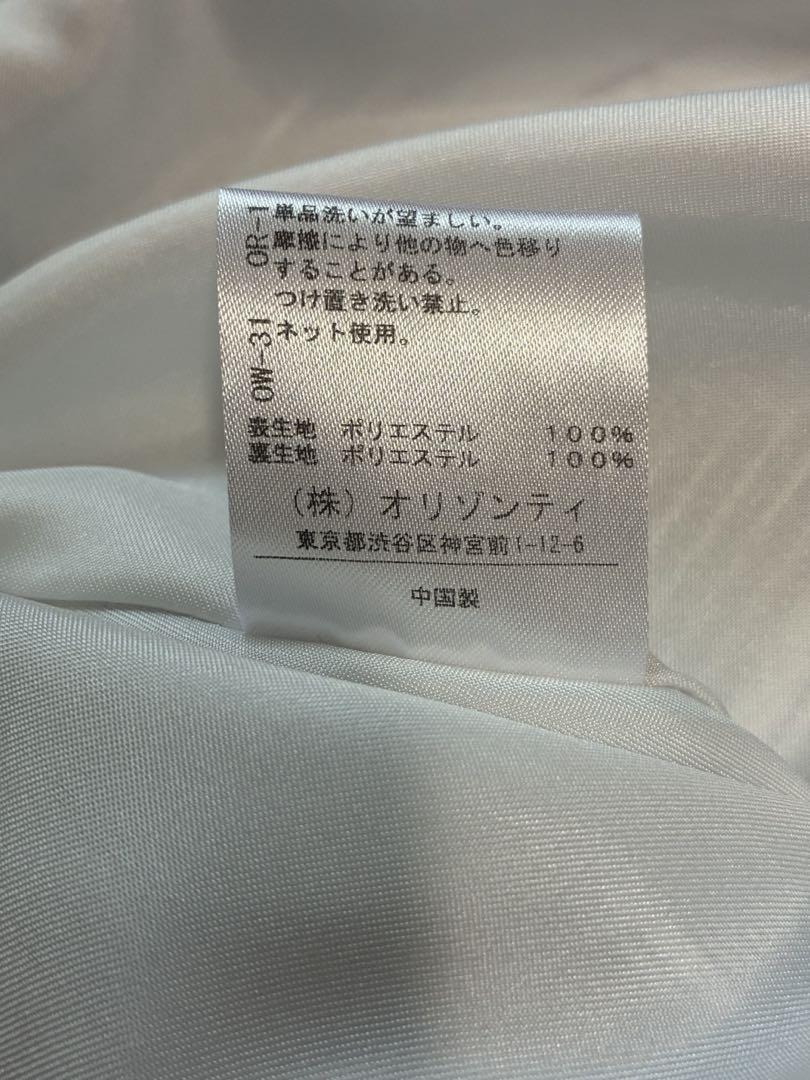 OR-1
単品洗いが望ましい。
摩擦により他の物へ色移り
することがある。
つけ置き洗い禁止。
OW-31
ネット使用。
表生地 ポリエステル 100%
裏生地 ポリエステル 100%
(株)オリゾンティ
東京都渋谷区神宮前1-12-6
中国製